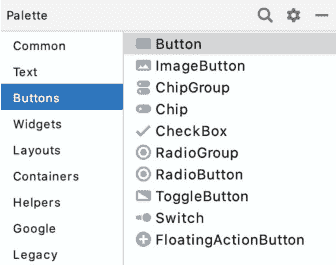 Palette
Common
Text
Buttons
Widgets
Layouts
Containers
Helpers
Google
Legacy
Button
ImageButton
ChipGroup
Chip
CheckBox
RadioGroup
RadioButton
ToggleButton
Switch
FloatingActionButton